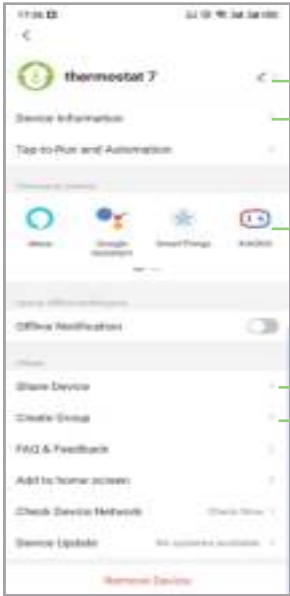 thermostat 7
Device Information
Tap-to-Run and Automation
Alexa
Google Assistant
SmartThings
Offline Notification
Share Device
Create Group
FAQ & Feedback
Add to home screen
Check Device Network Check Now
Device Update No updates available
Remove Device